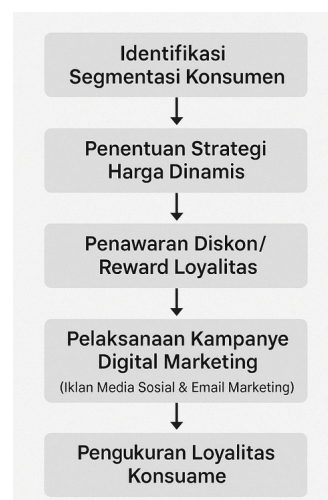 Identifikasi
Segmentasi Konsumen
Penentuan Strategi
Harga Dinamis
Penawaran Diskon/
Reward Loyalitas
Pelaksanaan Kampanye
Digital Marketing
(Iklan Media Sosial & Email Marketing)
Pengukuran Loyalitas
Konsuame